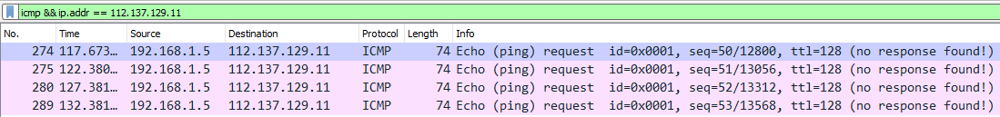 icmp && ip.addr == 112.137.129.11
No. Time Source Destination Protocol Length Info
274 117.673… 192.168.1.5 112.137.129.11 ICMP 74 Echo (ping) request id=0x0001, seq=50/12800, ttl=128 (no response found!)
275 122.380… 192.168.1.5 112.137.129.11 ICMP 74 Echo (ping) request id=0x0001, seq=51/13056, ttl=128 (no response found!)
280 127.381… 192.168.1.5 112.137.129.11 ICMP 74 Echo (ping) request id=0x0001, seq=52/13312, ttl=128 (no response found!)
289 132.381… 192.168.1.5 112.137.129.11 ICMP 74 Echo (ping) request id=0x0001, seq=53/13568, ttl=128 (no response found!)